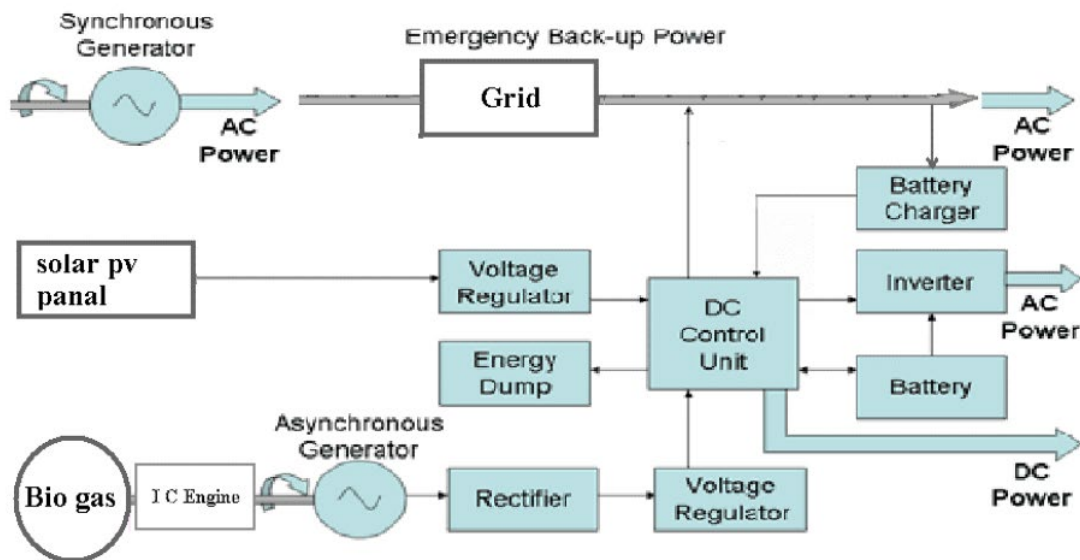 Synchronous
Generator
AC
Power
Emergency Back-up Power
Grid
AC
Power
Battery
Charger
solar pv
panal
Voltage
Regulator
DC
Control
Unit
Inverter
AC
Power
Energy
Dump
Battery
Asynchronous
Generator
DC
Power
Bio gas
I C Engine
Rectifier
Voltage
Regulator